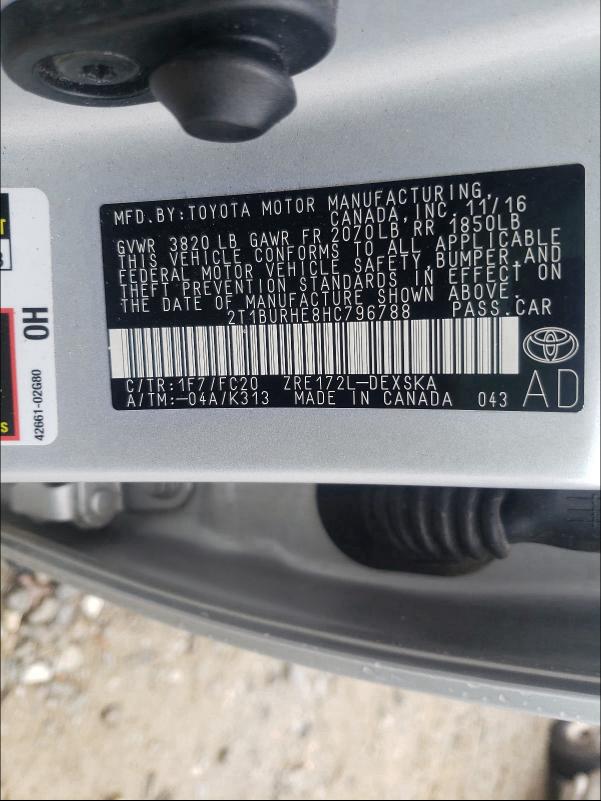 MFD.BY:TOYOTA MOTOR MANUFACTURING,
CANADA,INC. 11/16
GVWR 3820 LB GAWR FR 2070LB RR 1850LB
THIS VEHICLE CONFORMS TO ALL APPLICABLE
FEDERAL MOTOR VEHICLE SAFETY,BUMPER,AND
THEFT PREVENTION STANDARDS IN EFFECT ON
THE DATE OF MANUFACTURE SHOWN ABOVE.
2T1BURHE8HC796788 PASS.CAR
C/TR:1F7/FC20 ZRE172L-DEXSKA
A/TM:-04A/K313 MADE IN CANADA 043
AD
OH
42661-02G80